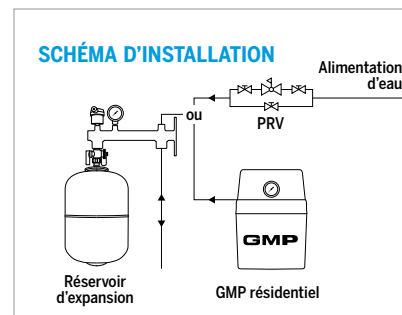 SCHÉMA D'INSTALLATION
Alimentation
d'eau
ou
PRV
GMP
Réservoir
d'expansion
GMP résidentiel